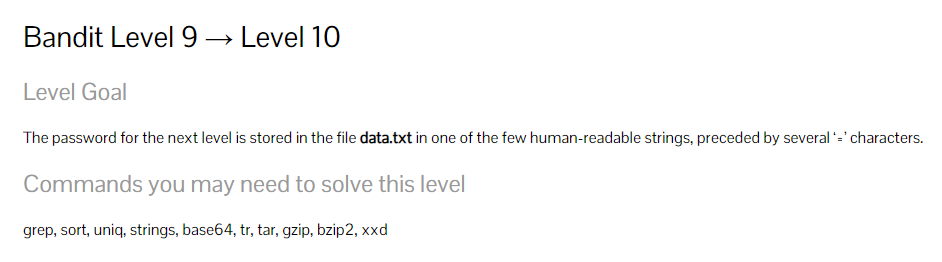 Bandit Level 9 → Level 10
Level Goal
The password for the next level is stored in the file data.txt in one of the few human-readable strings, preceded by several ‘=’ characters.
Commands you may need to solve this level
grep, sort, uniq, strings, base64, tr, tar, gzip, bzip2, xxd